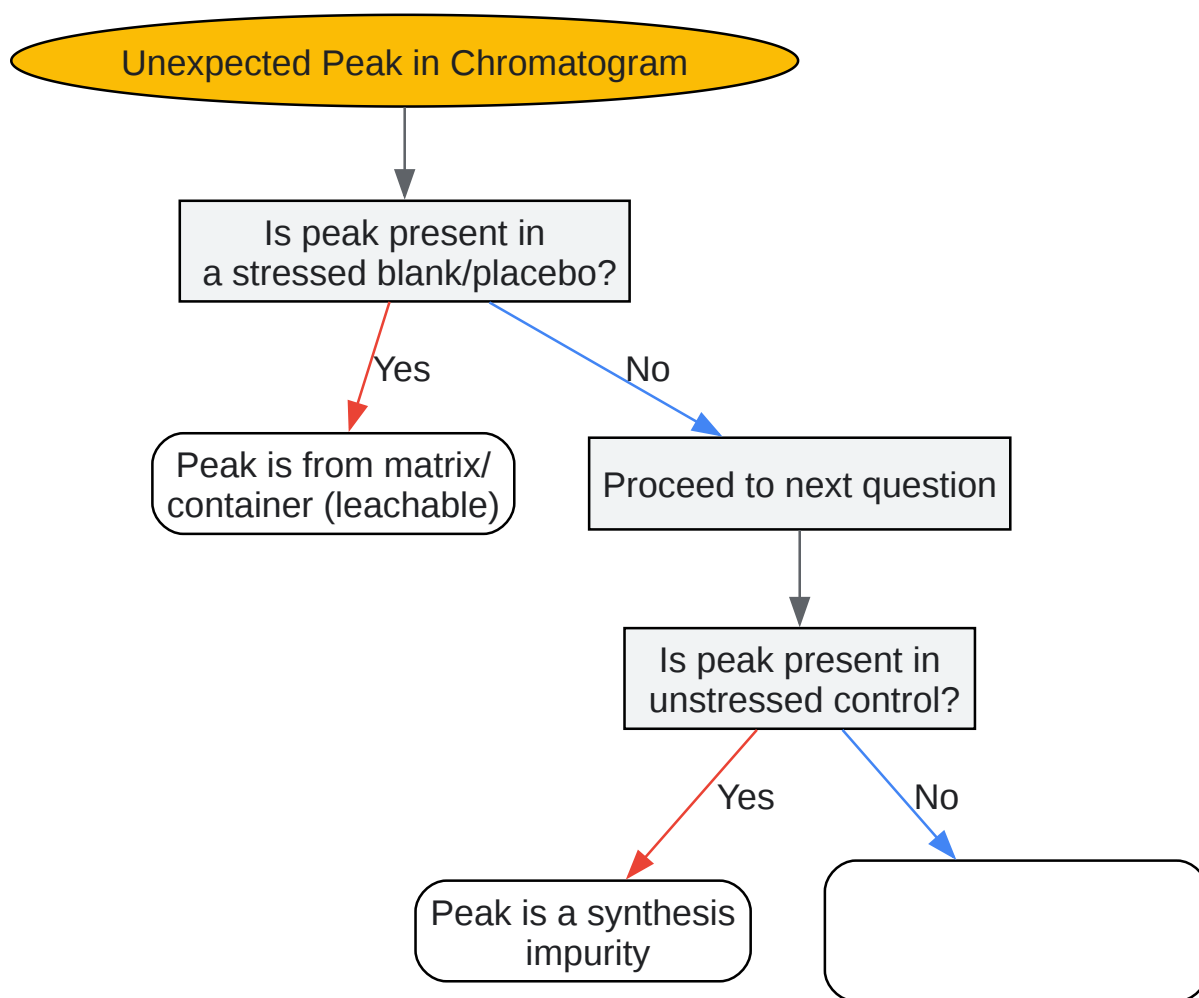 Unexpected Peak in Chromatogram
Is peak present in
a stressed blank/placebo?
Yes
No
Peak is from matrix/
container (leachable)
Proceed to next question
Is peak present in
unstressed control?
Yes
No
Peak is a synthesis
impurity